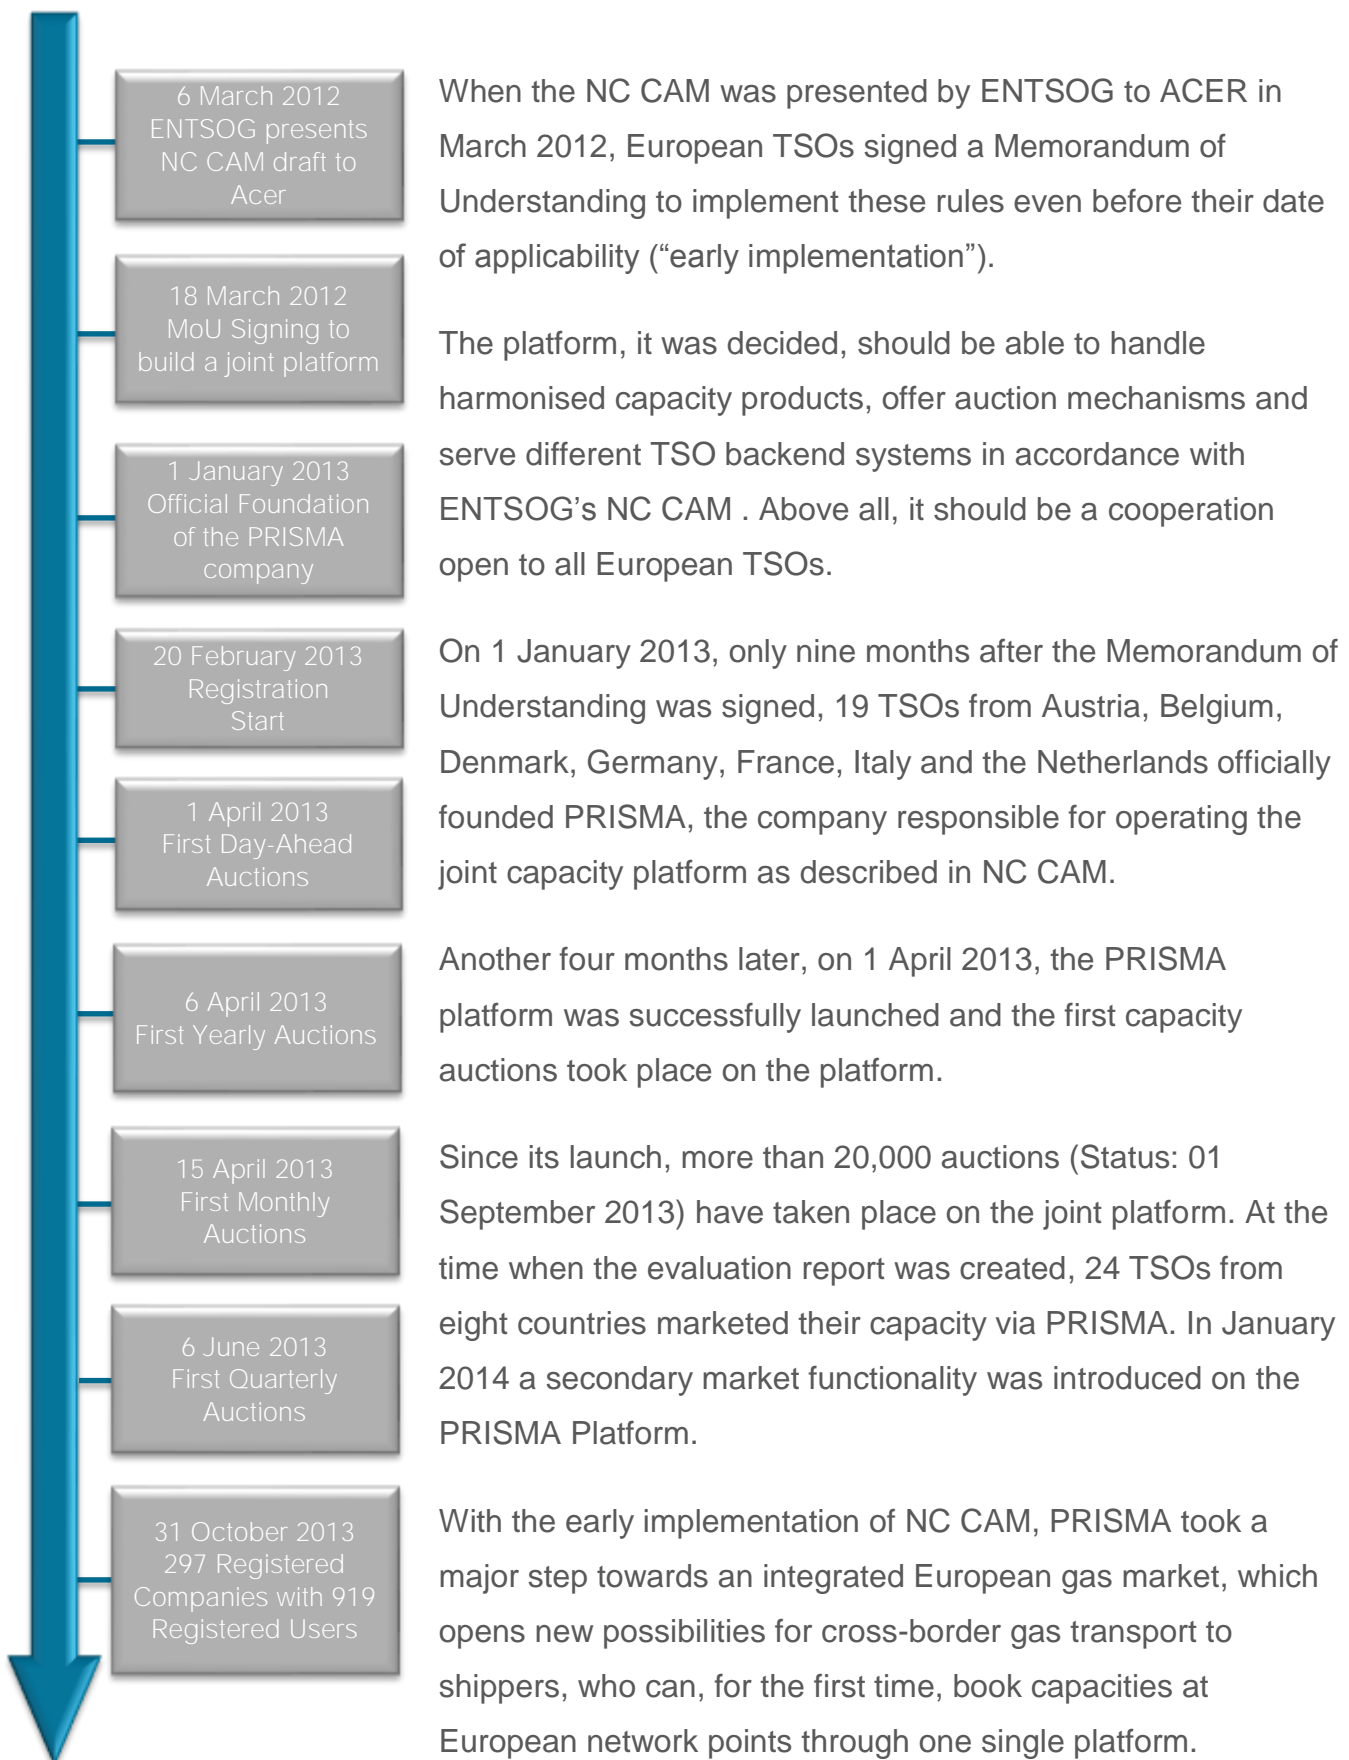 6 March 2012
ENTSOG presents
NC CAM draft to
Acer
18 March 2012
MoU Signing to
build a joint platform
1 January 2013
Official Foundation
of the PRISMA
company
20 February 2013
Registration
Start
1 April 2013
First Day-Ahead
Auctions
6 April 2013
First Yearly Auctions
15 April 2013
First Monthly
Auctions
6 June 2013
First Quarterly
Auctions
31 October 2013
297 Registered
Companies with 919
Registered Users
When the NC CAM was presented by ENTSOG to ACER in
March 2012, European TSOs signed a Memorandum of
Understanding to implement these rules even before their date
of applicability (“early implementation”).
The platform, it was decided, should be able to handle
harmonised capacity products, offer auction mechanisms and
serve different TSO backend systems in accordance with
ENTSOG’s NC CAM . Above all, it should be a cooperation
open to all European TSOs.
On 1 January 2013, only nine months after the Memorandum of
Understanding was signed, 19 TSOs from Austria, Belgium,
Denmark, Germany, France, Italy and the Netherlands officially
founded PRISMA, the company responsible for operating the
joint capacity platform as described in NC CAM.
Another four months later, on 1 April 2013, the PRISMA
platform was successfully launched and the first capacity
auctions took place on the platform.
Since its launch, more than 20,000 auctions (Status: 01
September 2013) have taken place on the joint platform. At the
time when the evaluation report was created, 24 TSOs from
eight countries marketed their capacity via PRISMA. In January
2014 a secondary market functionality was introduced on the
PRISMA Platform.
With the early implementation of NC CAM, PRISMA took a
major step towards an integrated European gas market, which
opens new possibilities for cross-border gas transport to
shippers, who can, for the first time, book capacities at
European network points through one single platform.